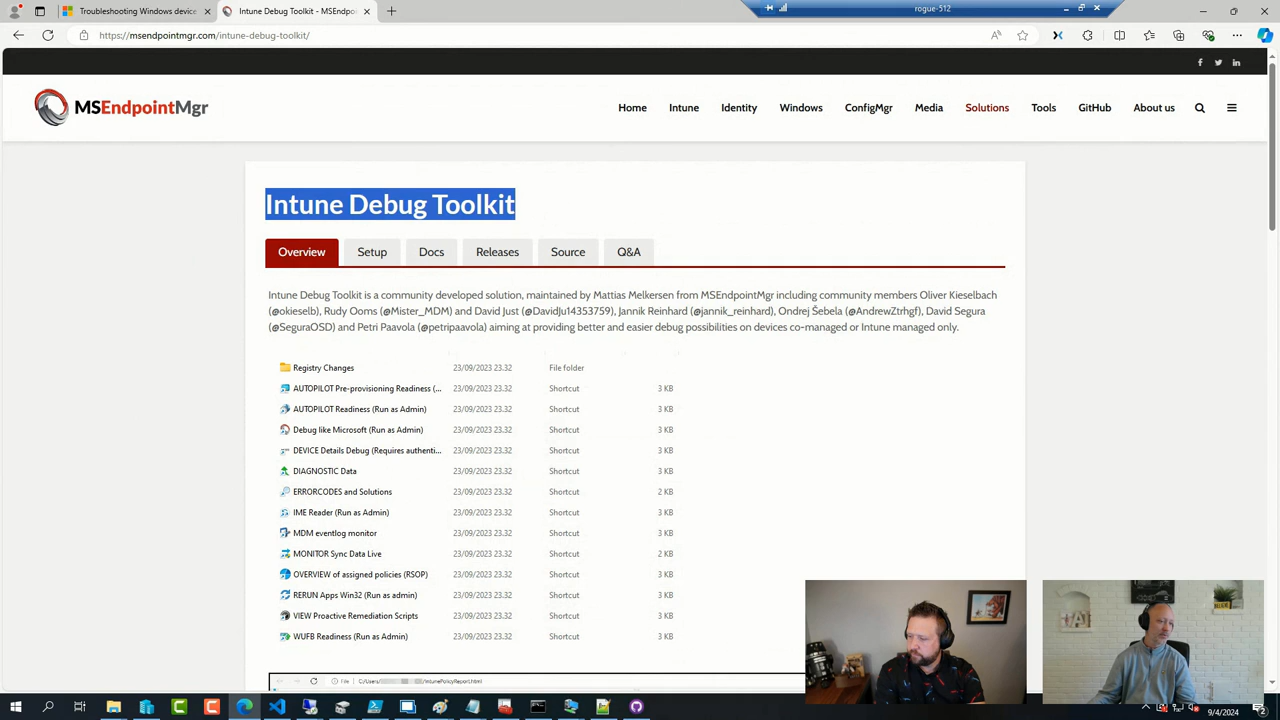 Troubleshooting Windows device
Intune Debug Toolkit - MSEndpoi
rogue-512
https://msendpointmgr.com/intune-debug-toolkit/
MSEndpointMgr
Home
Intune
Identity
Windows
ConfigMgr
Media
Solutions
Tools
GitHub
About us
Intune Debug Toolkit
Overview
Setup
Docs
Releases
Source
Q&A
Intune Debug Toolkit is a community developed solution, maintained by Mattias Melkersen from MSEndpointMgr including community members Oliver Kieselbach
(@okieselb), Rudy Ooms (@Mister_MDM) and David Just (@DavidJu14353759), Jannik Reinhard (@jannik_reinhard), Ondrej Šebela (@AndrewZtrhgf), David Segura
(@SeguraOSD) and Petri Paavola (@petripaavola) aiming at providing better and easier debug possibilities on devices co-managed or Intune managed only.
Registry Changes 23/09/2023 23.32 File folder
AUTOPILOT Pre-provisioning Readiness (... 23/09/2023 23.32 Shortcut 3 KB
AUTOPILOT Readiness (Run as Admin) 23/09/2023 23.32 Shortcut 3 KB
Debug like Microsoft (Run as Admin) 23/09/2023 23.32 Shortcut 3 KB
DEVICE Details Debug (Requires authenti... 23/09/2023 23.32 Shortcut 3 KB
DIAGNOSTIC Data 23/09/2023 23.32 Shortcut 3 KB
ERRORCODES and Solutions 23/09/2023 23.32 Shortcut 2 KB
IME Reader (Run as Admin) 23/09/2023 23.32 Shortcut 3 KB
MDM eventlog monitor 23/09/2023 23.32 Shortcut 3 KB
MONITOR Sync Data Live 23/09/2023 23.32 Shortcut 2 KB
OVERVIEW of assigned policies (RSOP) 23/09/2023 23.32 Shortcut 3 KB
RERUN Apps Win32 (Run as admin) 23/09/2023 23.32 Shortcut 3 KB
VIEW Proactive Remediation Scripts 23/09/2023 23.32 Shortcut 3 KB
WUFB Readiness (Run as Admin) 23/09/2023 23.32 Shortcut 3 KB
File
C:/Users/
/IntunePolicyReport.html
9/4/2024